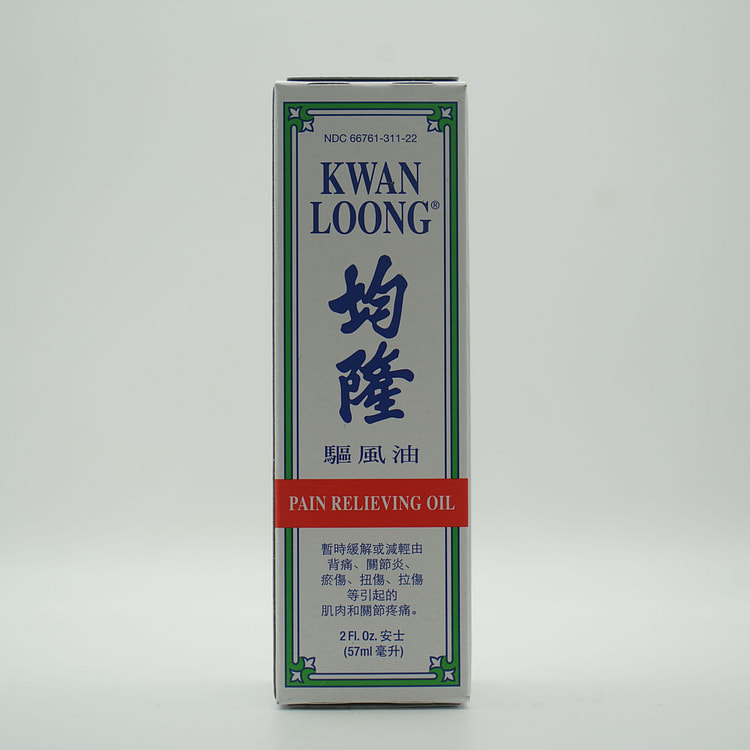 NDC 66761-311-22
KWAN
LOONG®
均
隆
驅風油
PAIN RELIEVING OIL
暫時緩解或減輕由
背痛、關節炎、
瘀傷、扭傷、拉傷
等引起的
肌肉和關節疼痛。
2 Fl. Oz. 安士
(57ml 毫升)